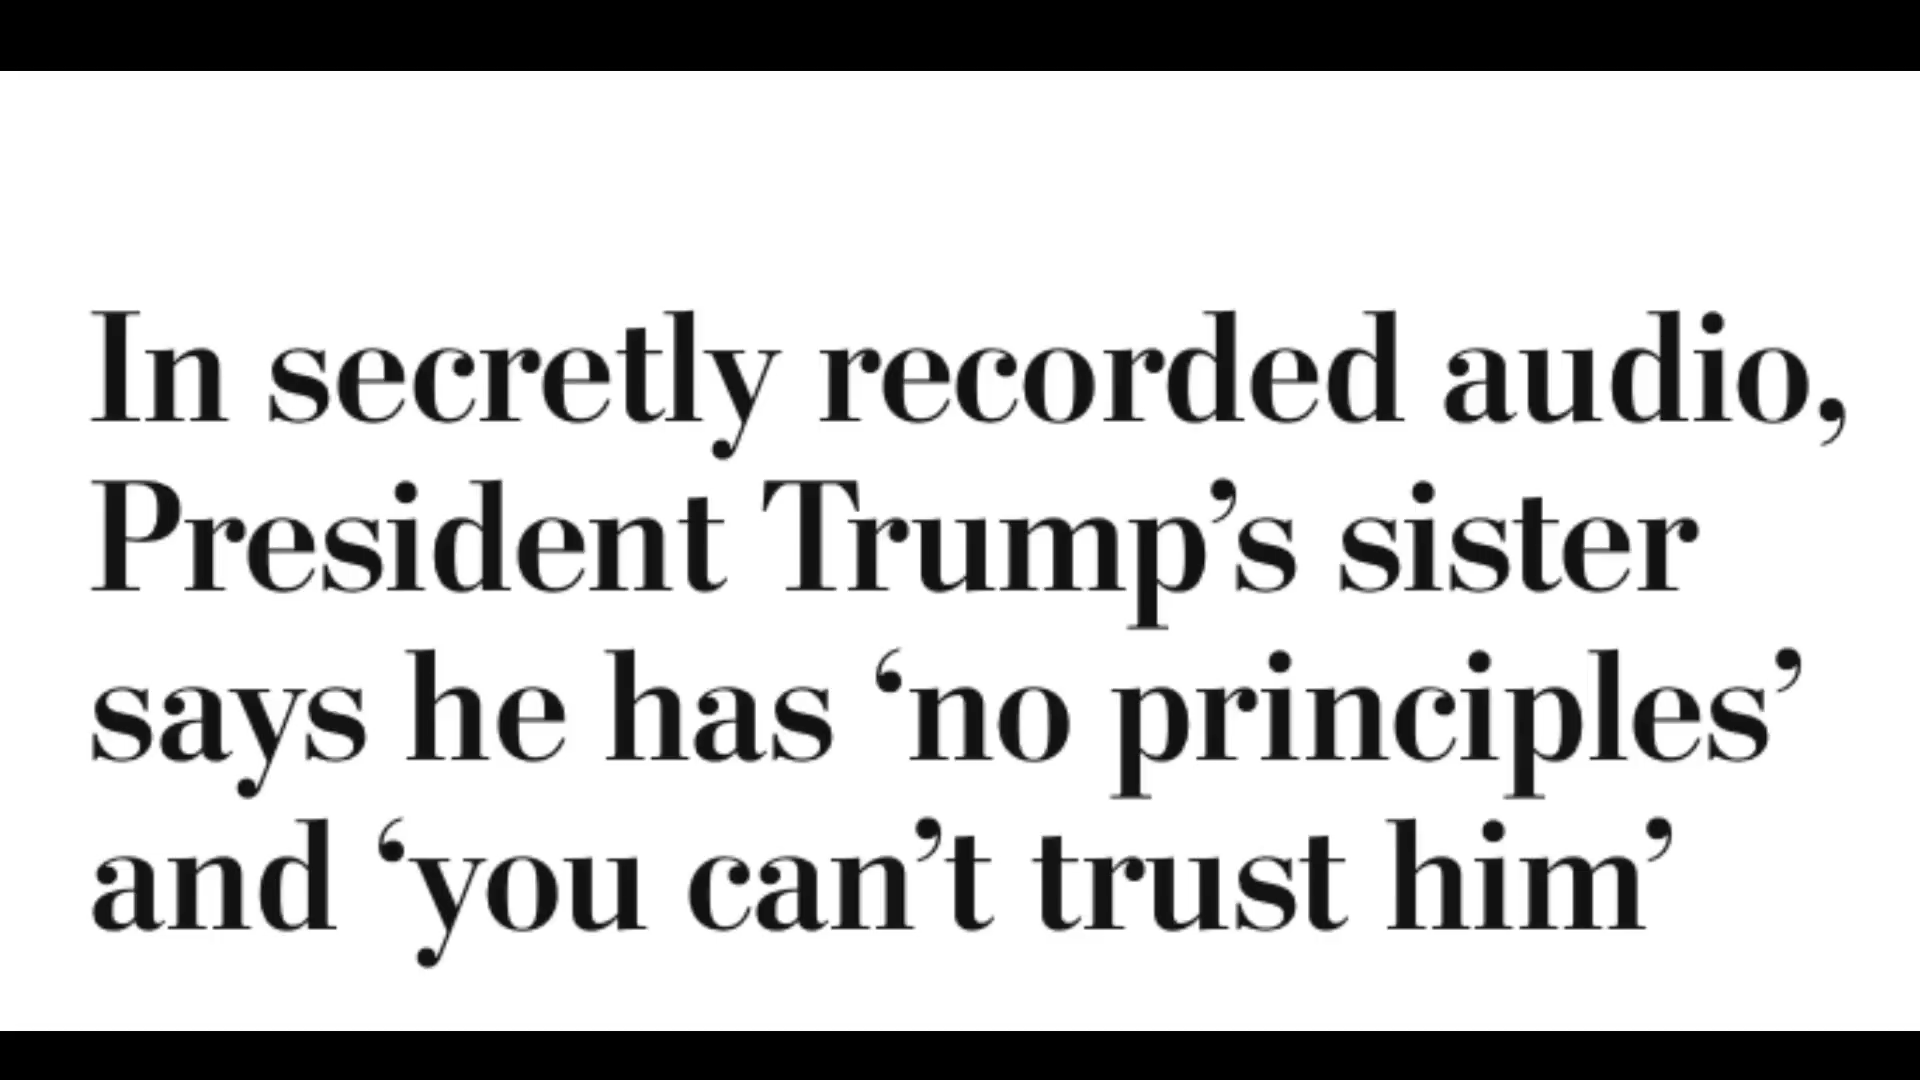 In secretly recorded audio,
President Trump’s sister
says he has ‘no principles’
and ‘you can’t trust him’